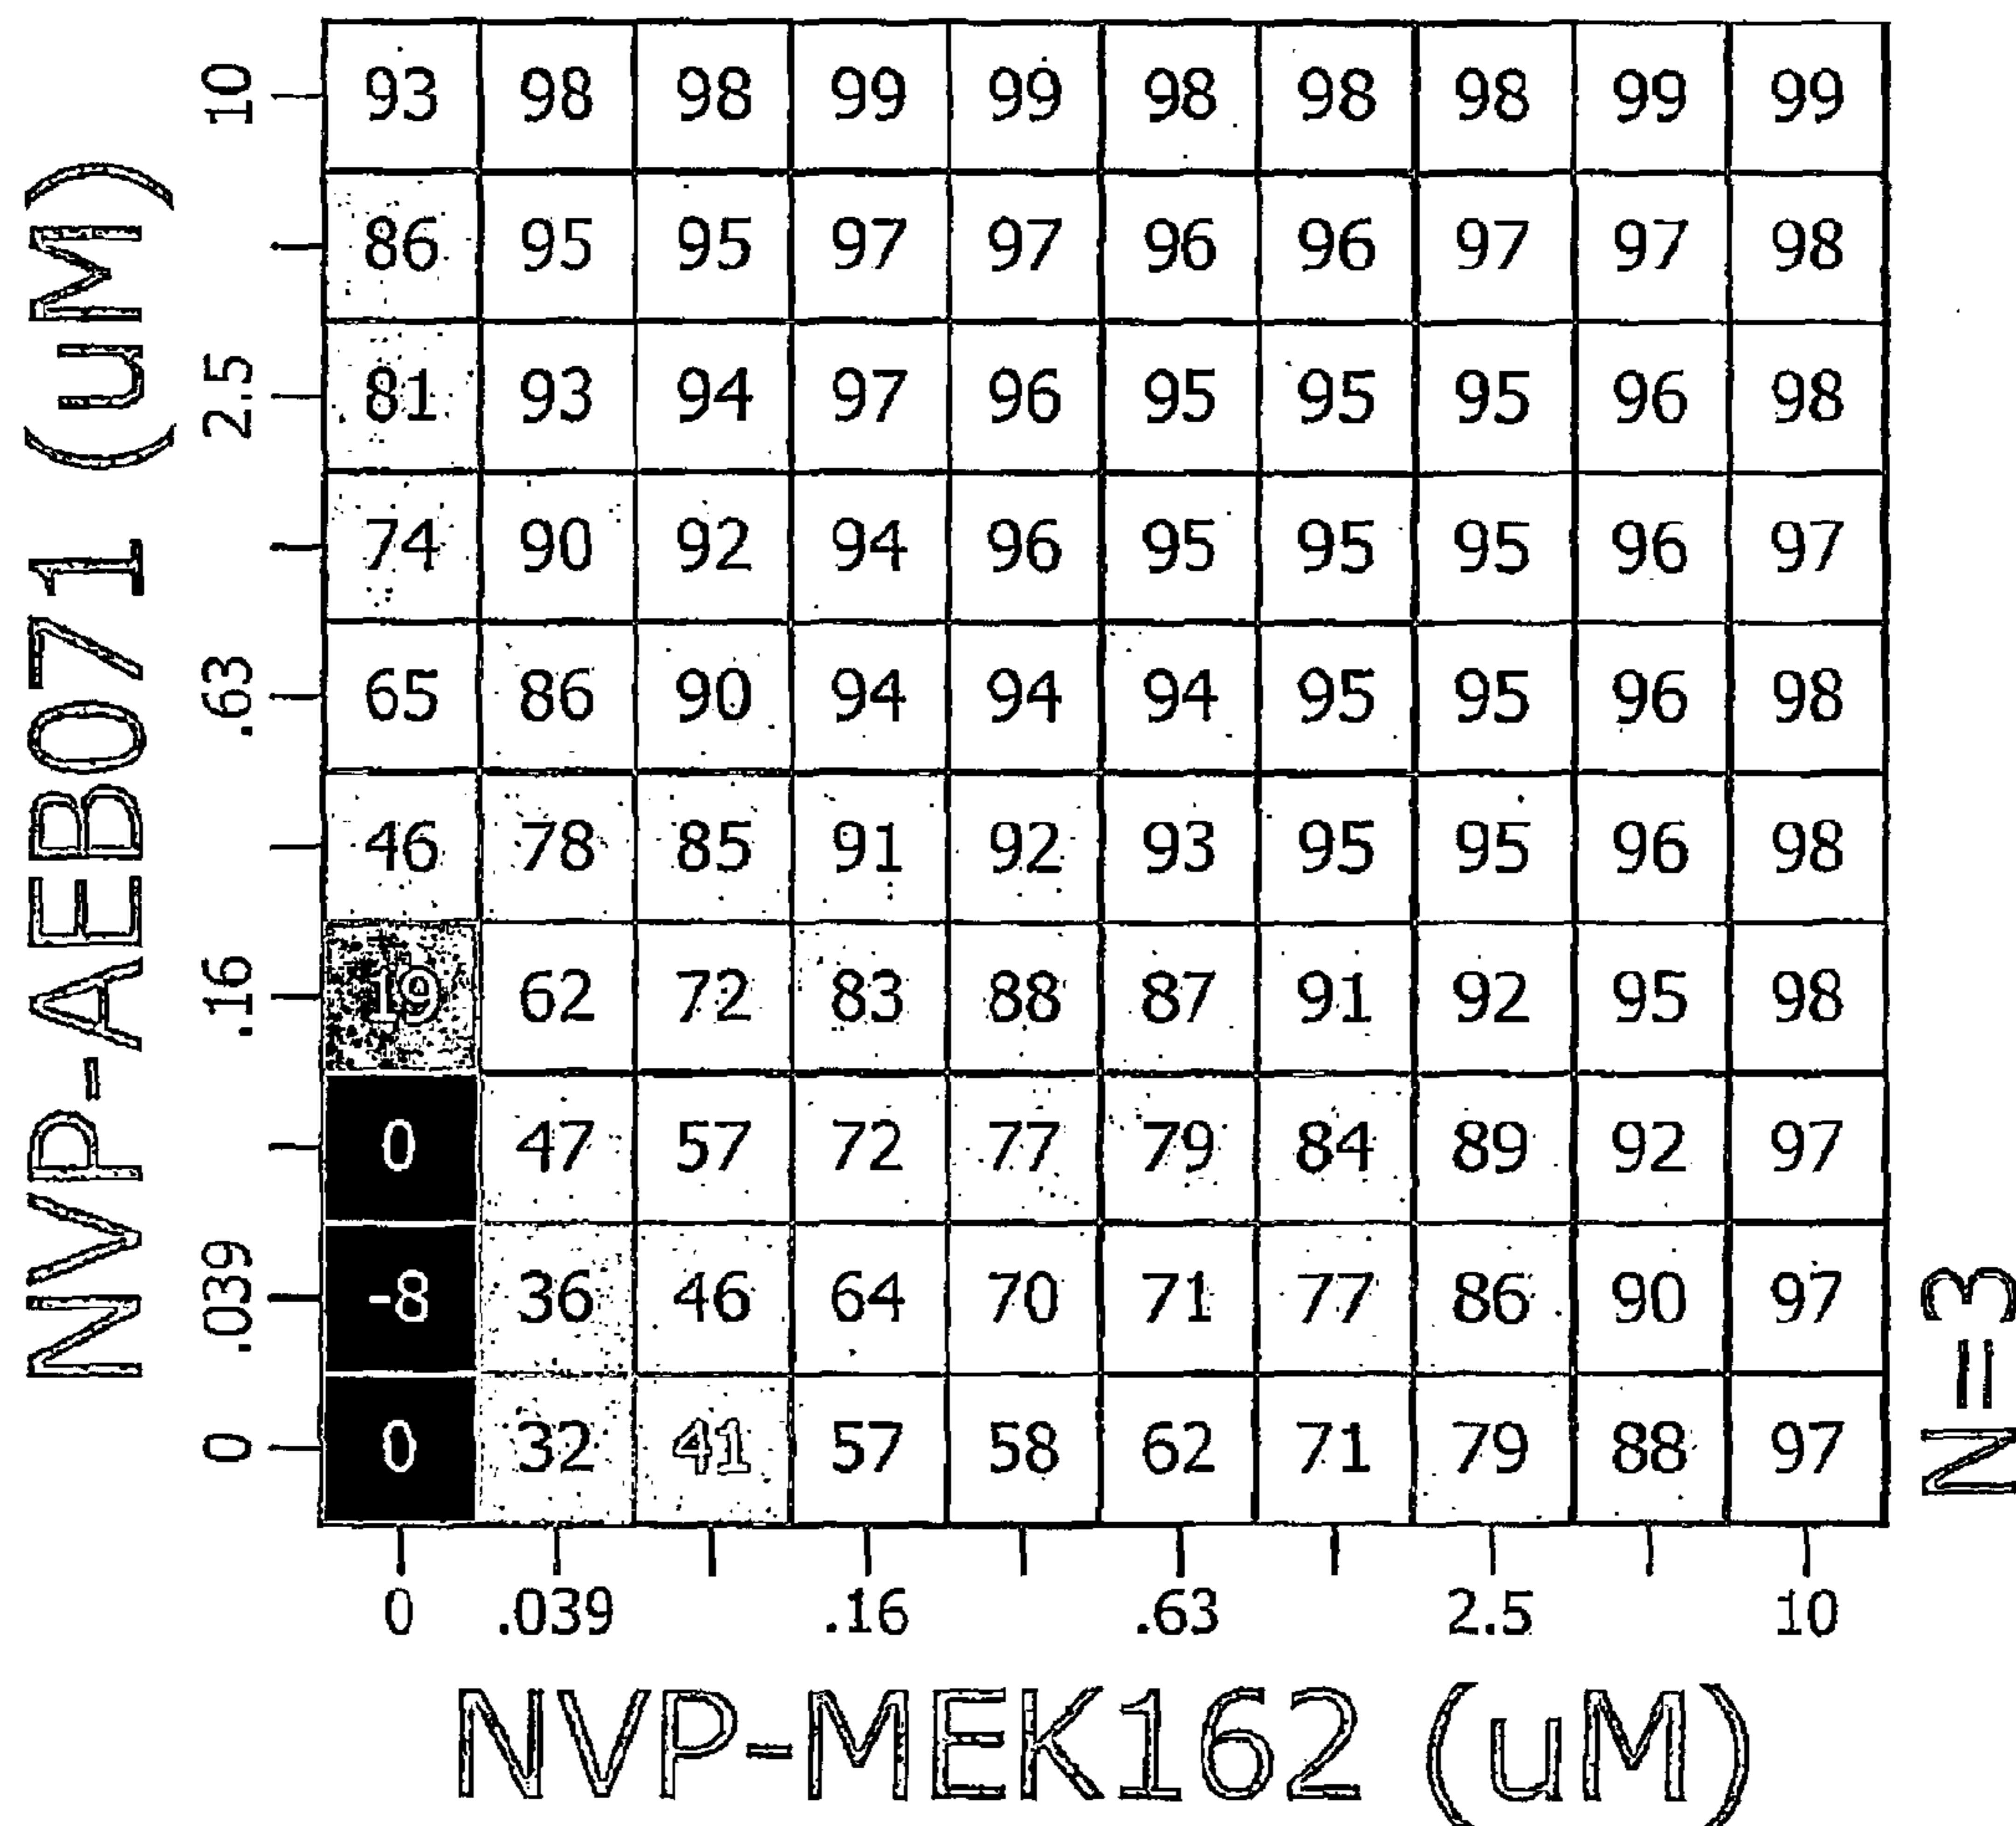 NVP-AEB071 (uM)
10 93 98 98 99 99 98 98 98 99 99
86 95 95 97 97 96 96 97 97 98
2.5 81 93 94 97 96 95 95 95 96 98
74 90 92 94 96 95 95 95 96 97
.63 65 86 90 94 94 94 95 95 96 98
46 78 85 91 92 93 95 95 96 98
.16 19 62 72 83 88 87 91 92 95 98
0 47 57 72 77 79 84 89 92 97
.039 -8 36 46 64 70 71 77 86 90 97
0 0 32 41 57 58 62 71 79 88 97
0 .039 .16 .63 2.5 10
NVP-MEK162 (uM)
N=3